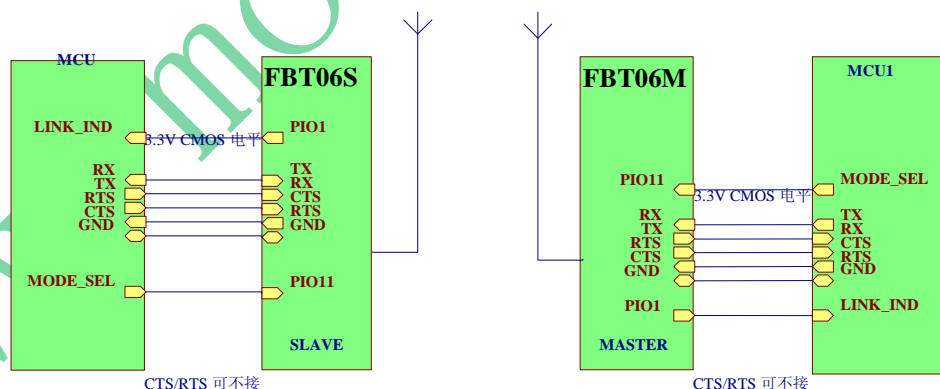 MCU
LINK_IND
RX
TX
RTS
CTS
GND
MODE_SEL
3.3V CMOS 电平
FBT06S
PIO1
TX
RX
CTS
RTS
GND
PIO11
SLAVE
CTS/RTS 可不接
FBT06M
PIO11
RX
TX
RTS
CTS
GND
PIO1
MASTER
3.3V CMOS 电平
MCU1
MODE_SEL
TX
RX
CTS
RTS
GND
LINK_IND
CTS/RTS 可不接